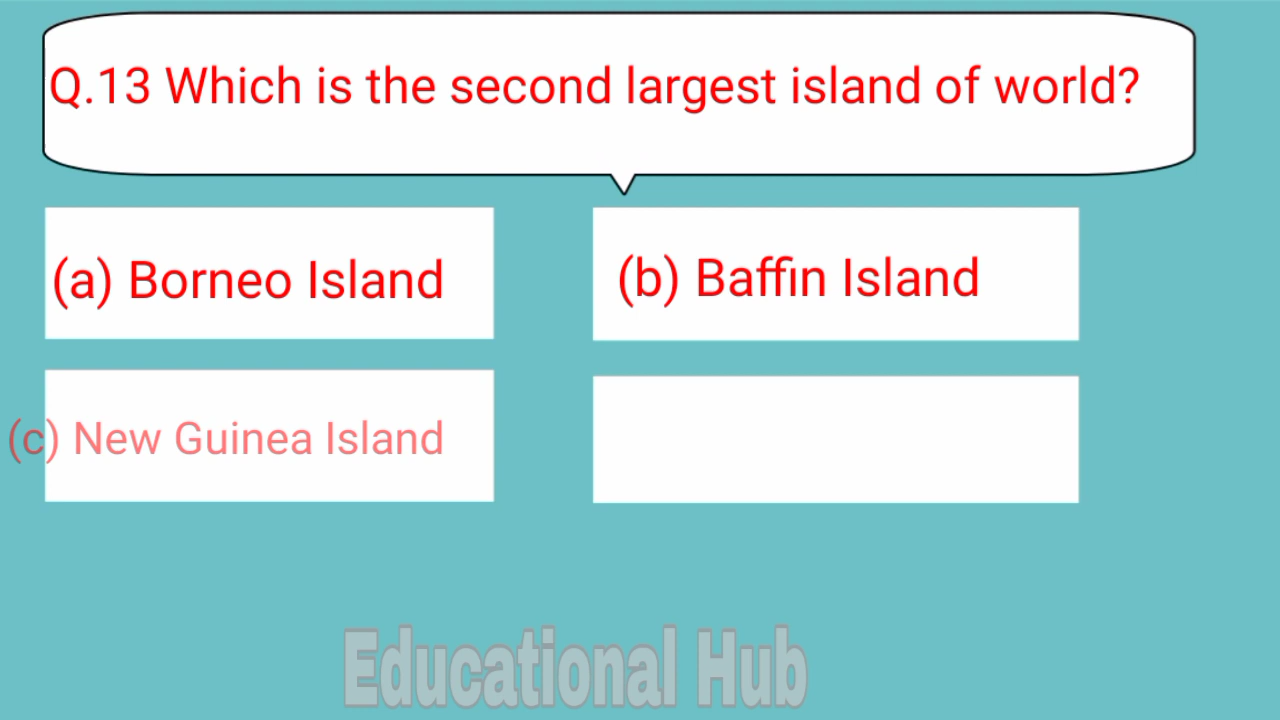 Q.13 Which is the second largest island of world?
(a) Borneo Island
(b) Baffin Island
(c) New Guinea Island
Educational Hub